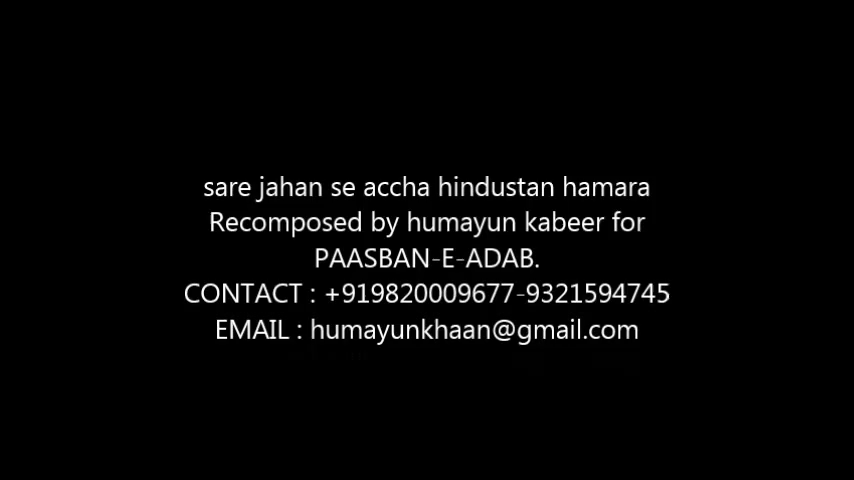 sare jahan se accha hindustan hamara
Recomposed by humayun kabeer for
PAASBAN-E-ADAB.
CONTACT : +919820009677-9321594745
EMAIL : humayunkhaan@gmail.com